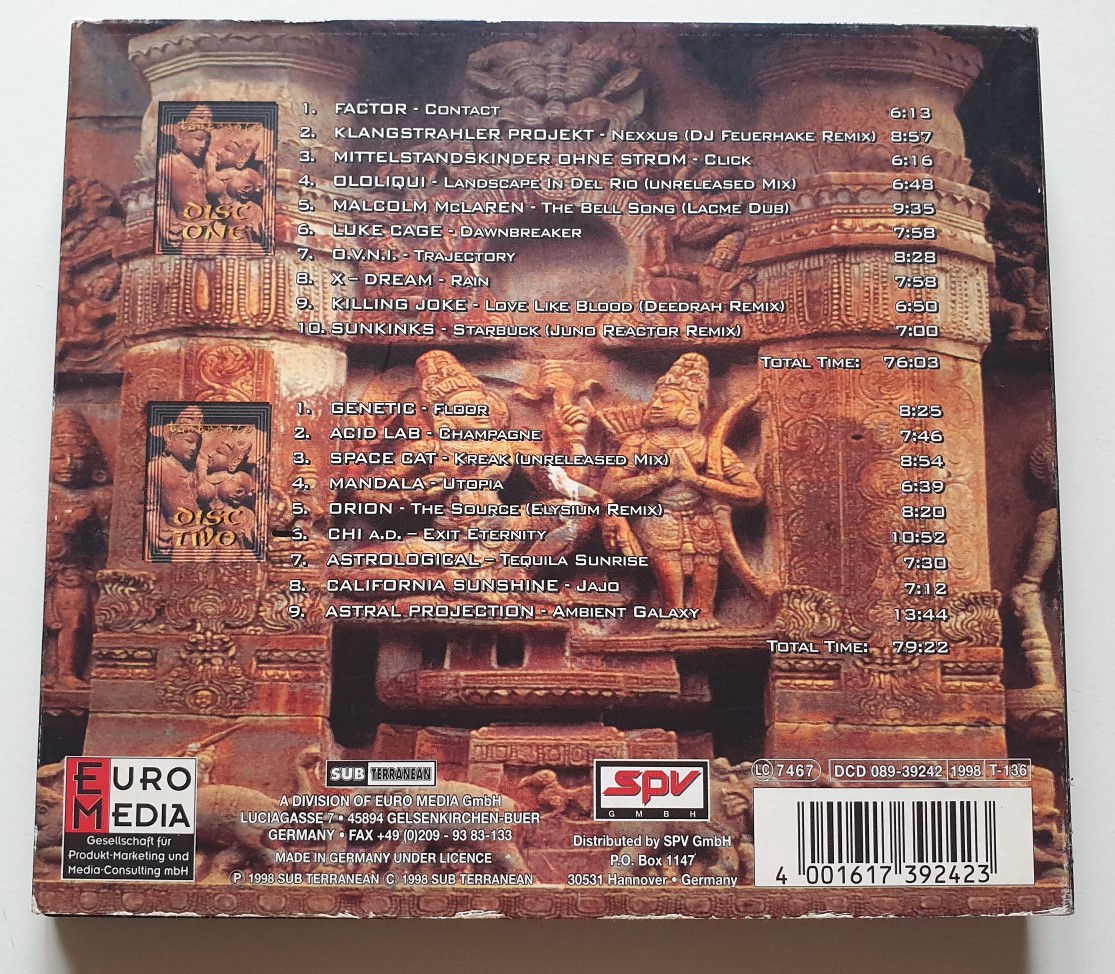 DISC
ONE
1. FACTOR - CONTACT 6:13
2. KLANGSTRAHLER PROJEKT - NEXXUS (DJ FEUERHAKE REMIX) 8:57
3. MITTELSTANDSKINDER OHNE STROM - CLICK 6:16
4. OLOLIQUI - LANDSCAPE IN DEL RIO (UNRELEASED MIX) 6:48
5. MALCOLM McLAREN - THE BELL SONG (LACME DUB) 9:35
6. LUKE CAGE - DAWNBREAKER 7:58
7. O.V.N.I. - TRAJECTORY 8:28
8. X - DREAM - RAIN 7:58
9. KILLING JOKE - LOVE LIKE BLOOD (DEEDRAH REMIX) 6:50
10. SUNKINKS - STARBUCK (JUNO REACTOR REMIX) 7:00
TOTAL TIME: 76:03
DISC
TWO
1. GENETIC - FLOOR 8:25
2. ACID LAB - CHAMPAGNE 7:46
3. SPACE CAT - KREAK (UNRELEASED MIX) 8:54
4. MANDALA - UTOPIA 6:39
5. ORION - THE SOURCE (ELYSIUM REMIX) 8:20
6. CHI A.D. - EXIT ETERNITY 10:52
7. ASTROLOGICAL - TEQUILA SUNRISE 7:30
8. CALIFORNIA SUNSHINE - JAJO 7:12
9. ASTRAL PROJECTION - AMBIENT GALAXY 13:44
TOTAL TIME: 79:22
EURO
MEDIA
Gesellschaft für
Produkt-Marketing und
Media-Consulting mbH
SUB TERRANEAN
A DIVISION OF EURO MEDIA GmbH
LUCIAGASSE 7 • 45894 GELSENKIRCHEN-BUER
GERMANY • FAX +49 (0)209 - 93 83-133
MADE IN GERMANY UNDER LICENCE
Ⓟ 1998 SUB TERRANEAN © 1998 SUB TERRANEAN
SPV
GMBH
Distributed by SPV GmbH
P.O. Box 1147
30531 Hannover • Germany
LC 7467 DCD 089-39242 1998 T-136
4 001617 392423